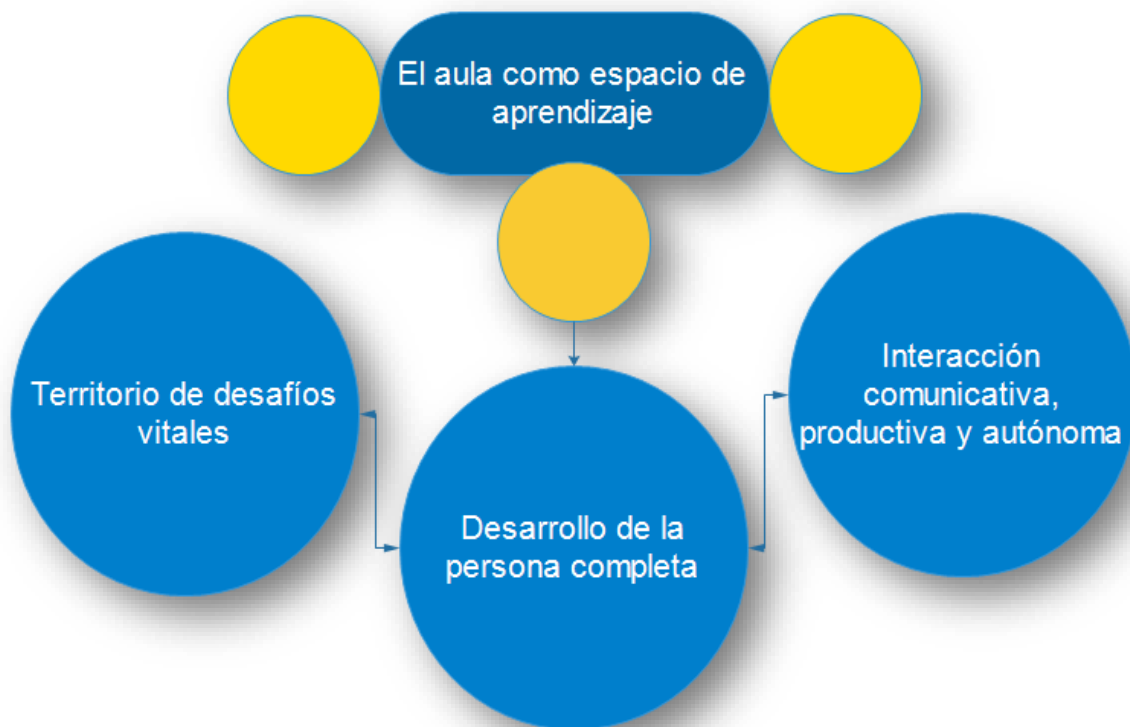 El aula como espacio de
aprendizaje
Territorio de desafíos
vitales
Desarrollo de la
persona completa
Interacción
comunicativa,
productiva y autónoma